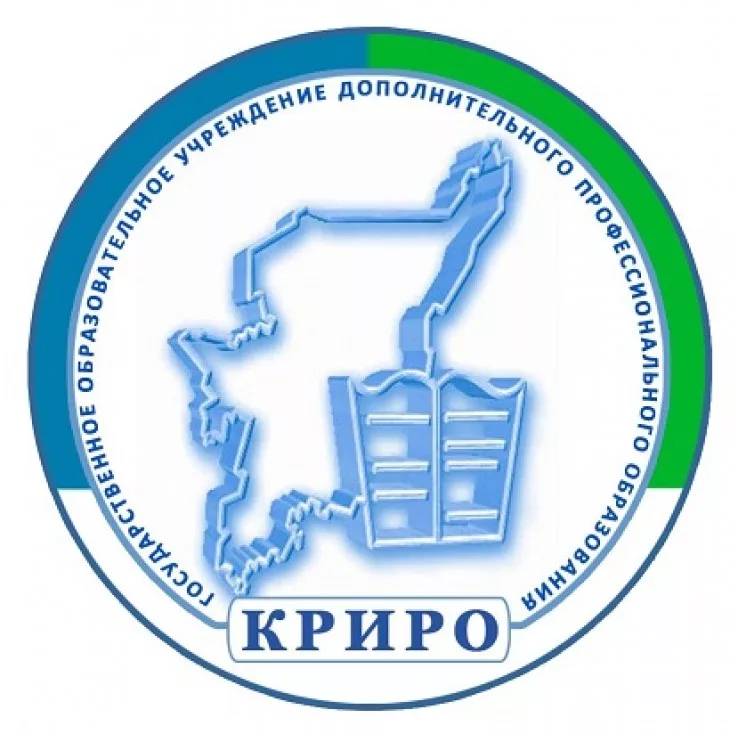 ГОСУДАРСТВЕННОЕ ОБРАЗОВАТЕЛЬНОЕ УЧРЕЖДЕНИЕ ДОПОЛНИТЕЛЬНОГО ПРОФЕССИОНАЛЬНОГО ОБРАЗОВАНИЯ
КРИРО